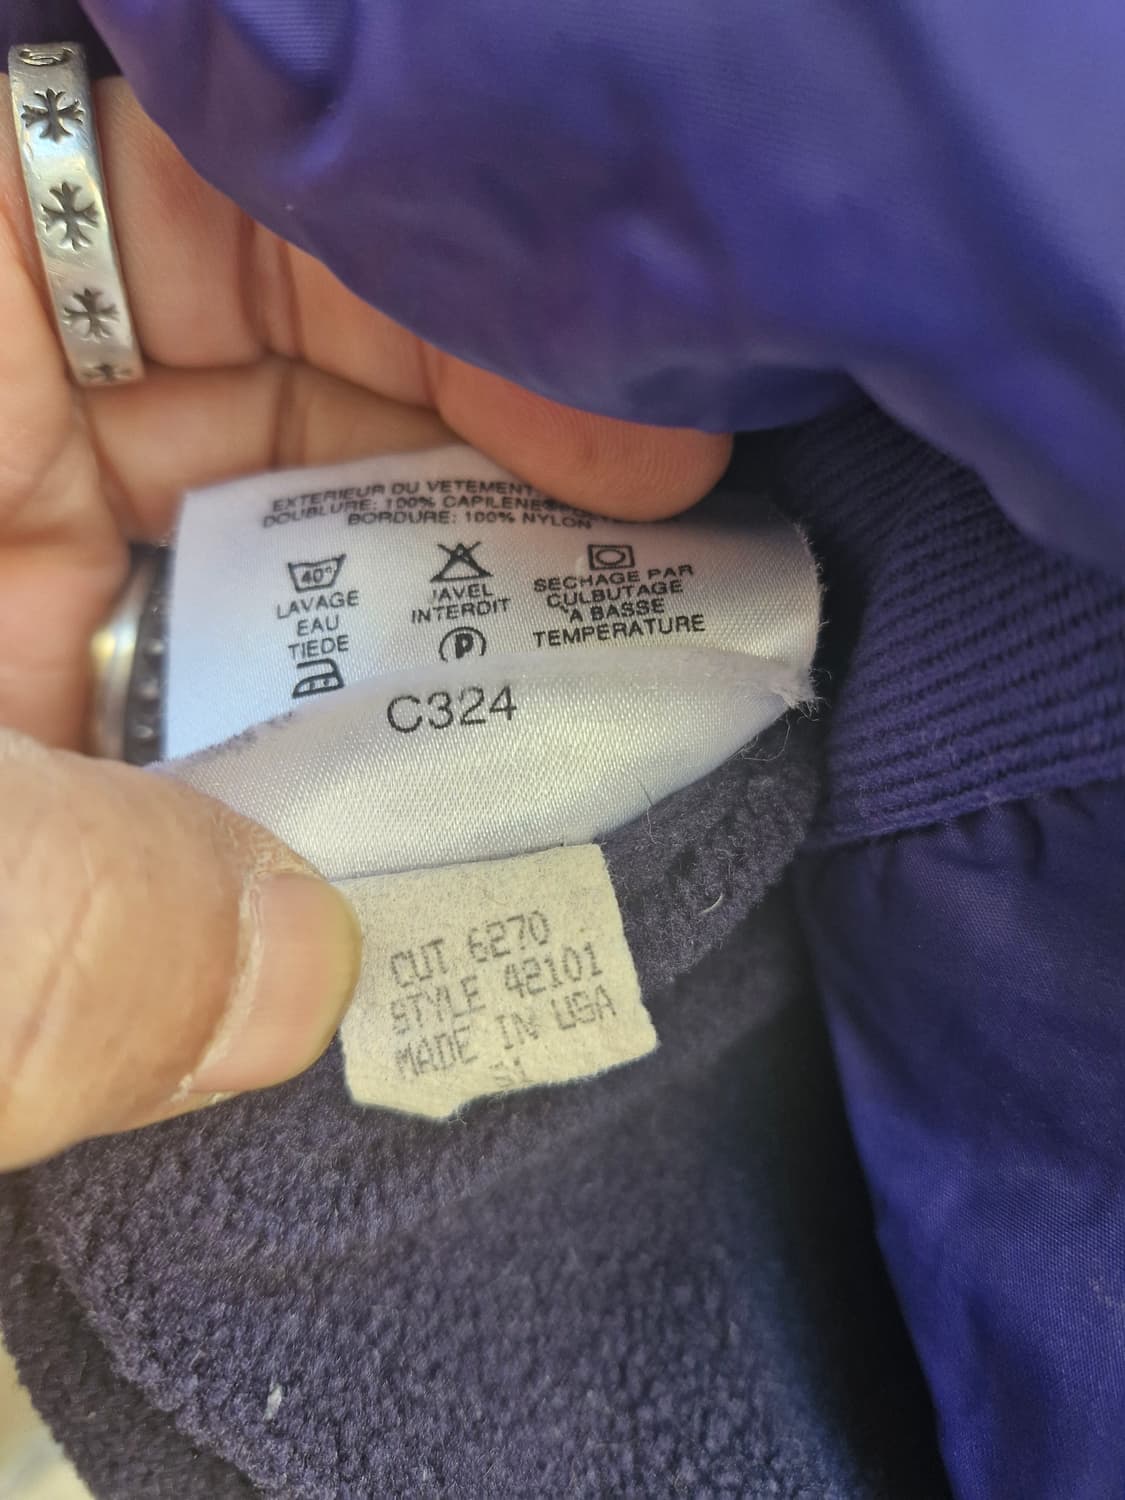 EXTERIEUR DU VETEMENT:
DOUBLURE: 100% CAPILENE
BORDURE: 100% NYLON
40°
LAVAGE
EAU
TIEDE
JAVEL
INTERDIT
P
SECHAGE PAR
CULBUTAGE
'A BASSE
TEMPERATURE
C324
CUT 6270
STYLE 42101
MADE IN USA